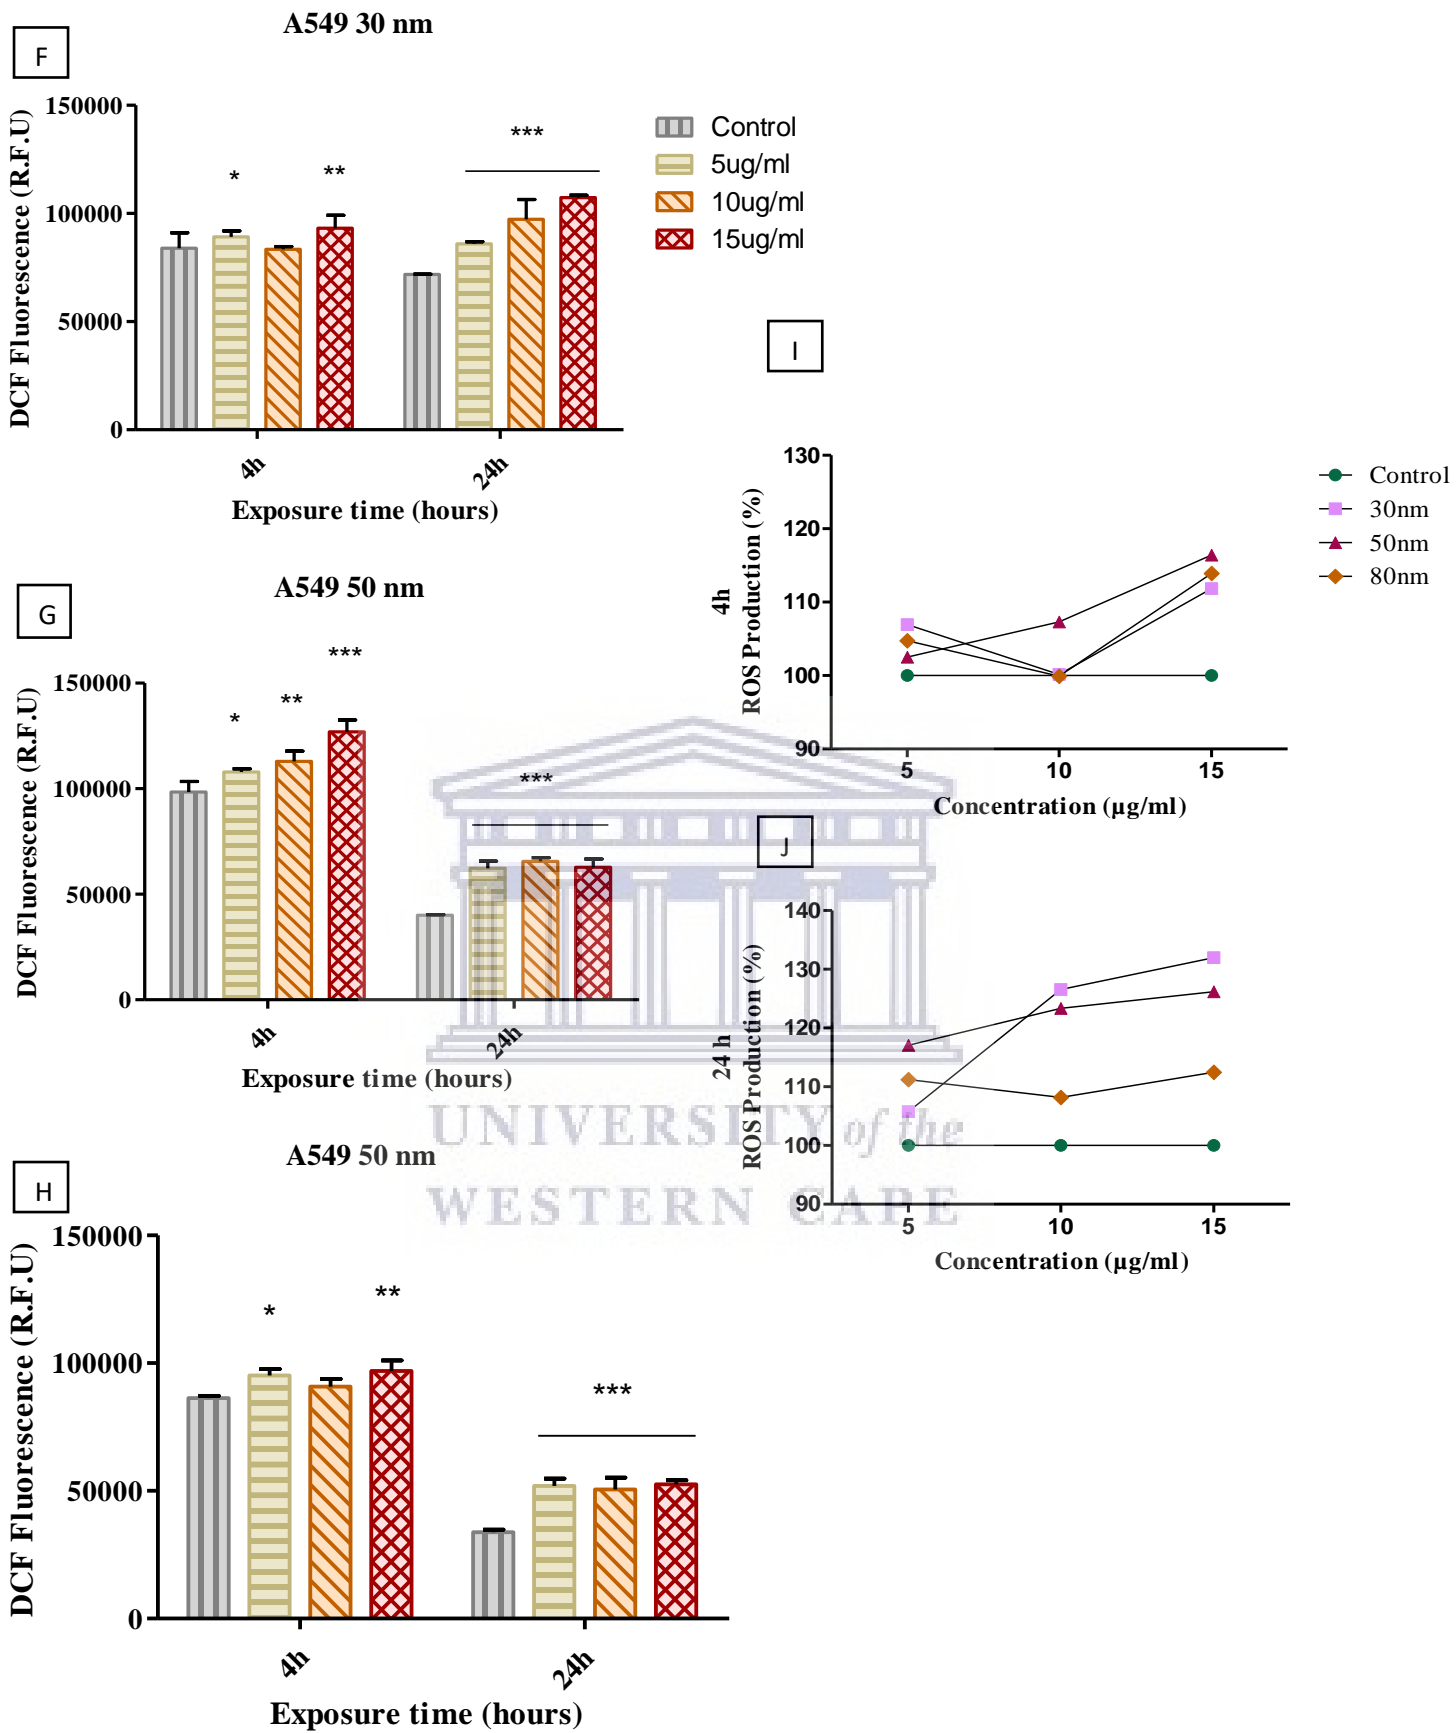 A549 30 nm
F
DCF Fluorescence (R.F.U)
150000
100000
50000
0
*
**
***
4h
24h
Exposure time (hours)
Control
5ug/ml
10ug/ml
15ug/ml
I
4h
ROS Production (%)
130
120
110
100
90
5
10
15
Concentration (µg/ml)
Control
30nm
50nm
80nm
A549 50 nm
G
DCF Fluorescence (R.F.U)
150000
100000
50000
0
*
**
***
***
4h
24h
Exposure time (hours)
J
24 h
ROS Production (%)
140
130
120
110
100
90
5
10
15
Concentration (µg/ml)
UNIVERSITY of the
WESTERN CAPE
A549 50 nm
H
DCF Fluorescence (R.F.U)
150000
100000
50000
0
*
**
***
4h
24h
Exposure time (hours)